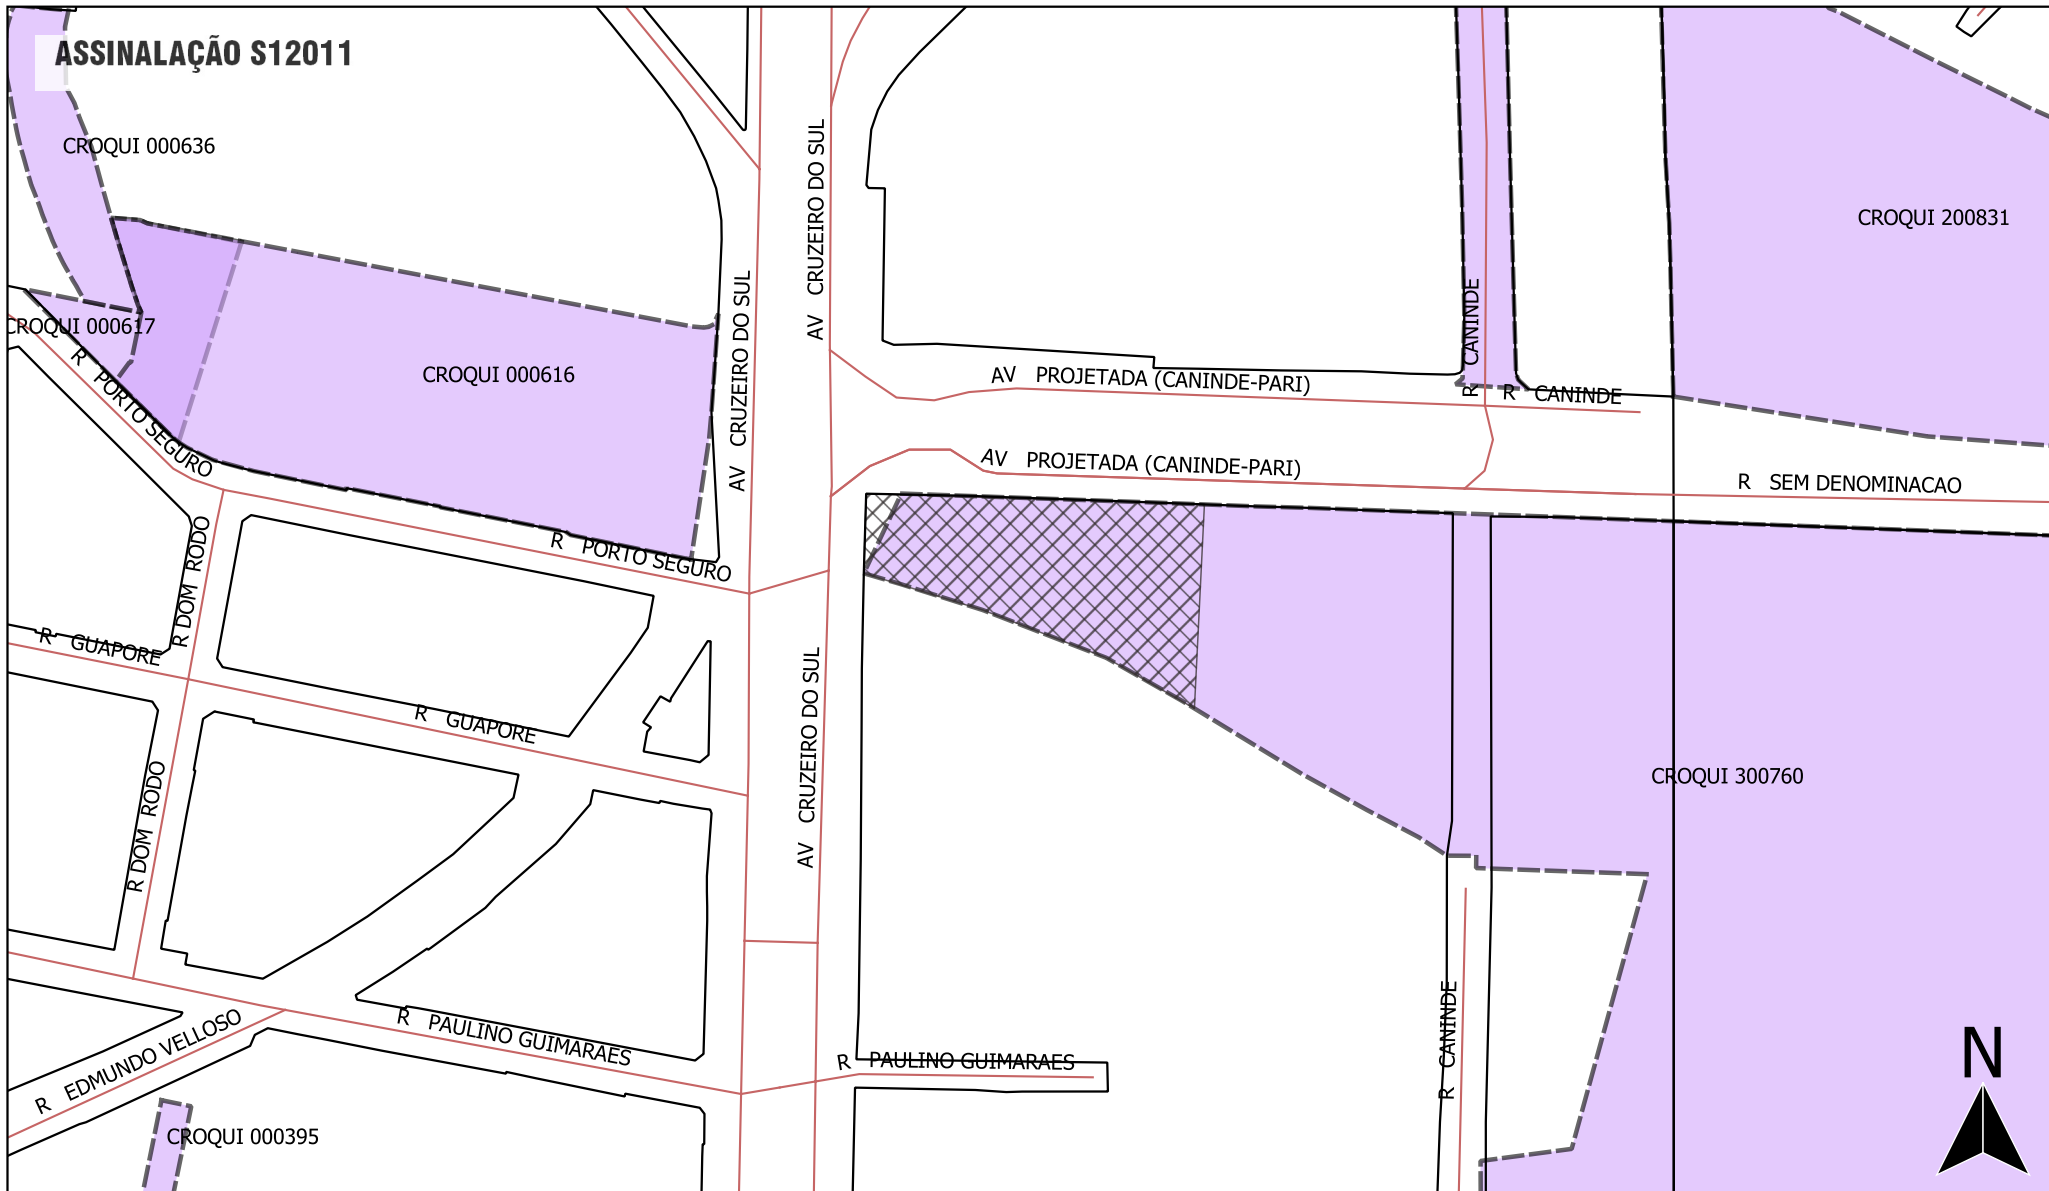 ASSINALAÇÃO S12011
CROQUI 000636
CROQUI 200831
CROQUI 000617
CROQUI 000616
AV CRUZEIRO DO SUL
AV CRUZEIRO DO SUL
R CANINDE
AV PROJETADA (CANINDE-PARI)
R CANINDE
R PORTO SEGURO
AV PROJETADA (CANINDE-PARI)
R SEM DENOMINACAO
R PORTO SEGURO
R DOM RODO
R GUAPORE
R GUAPORE
AV CRUZEIRO DO SUL
CROQUI 300760
R DOM RODO
R PAULINO GUIMARAES
R PAULINO GUIMARAES
R CANINDE
R EDMUNDO VELLOSO
N
CROQUI 000395